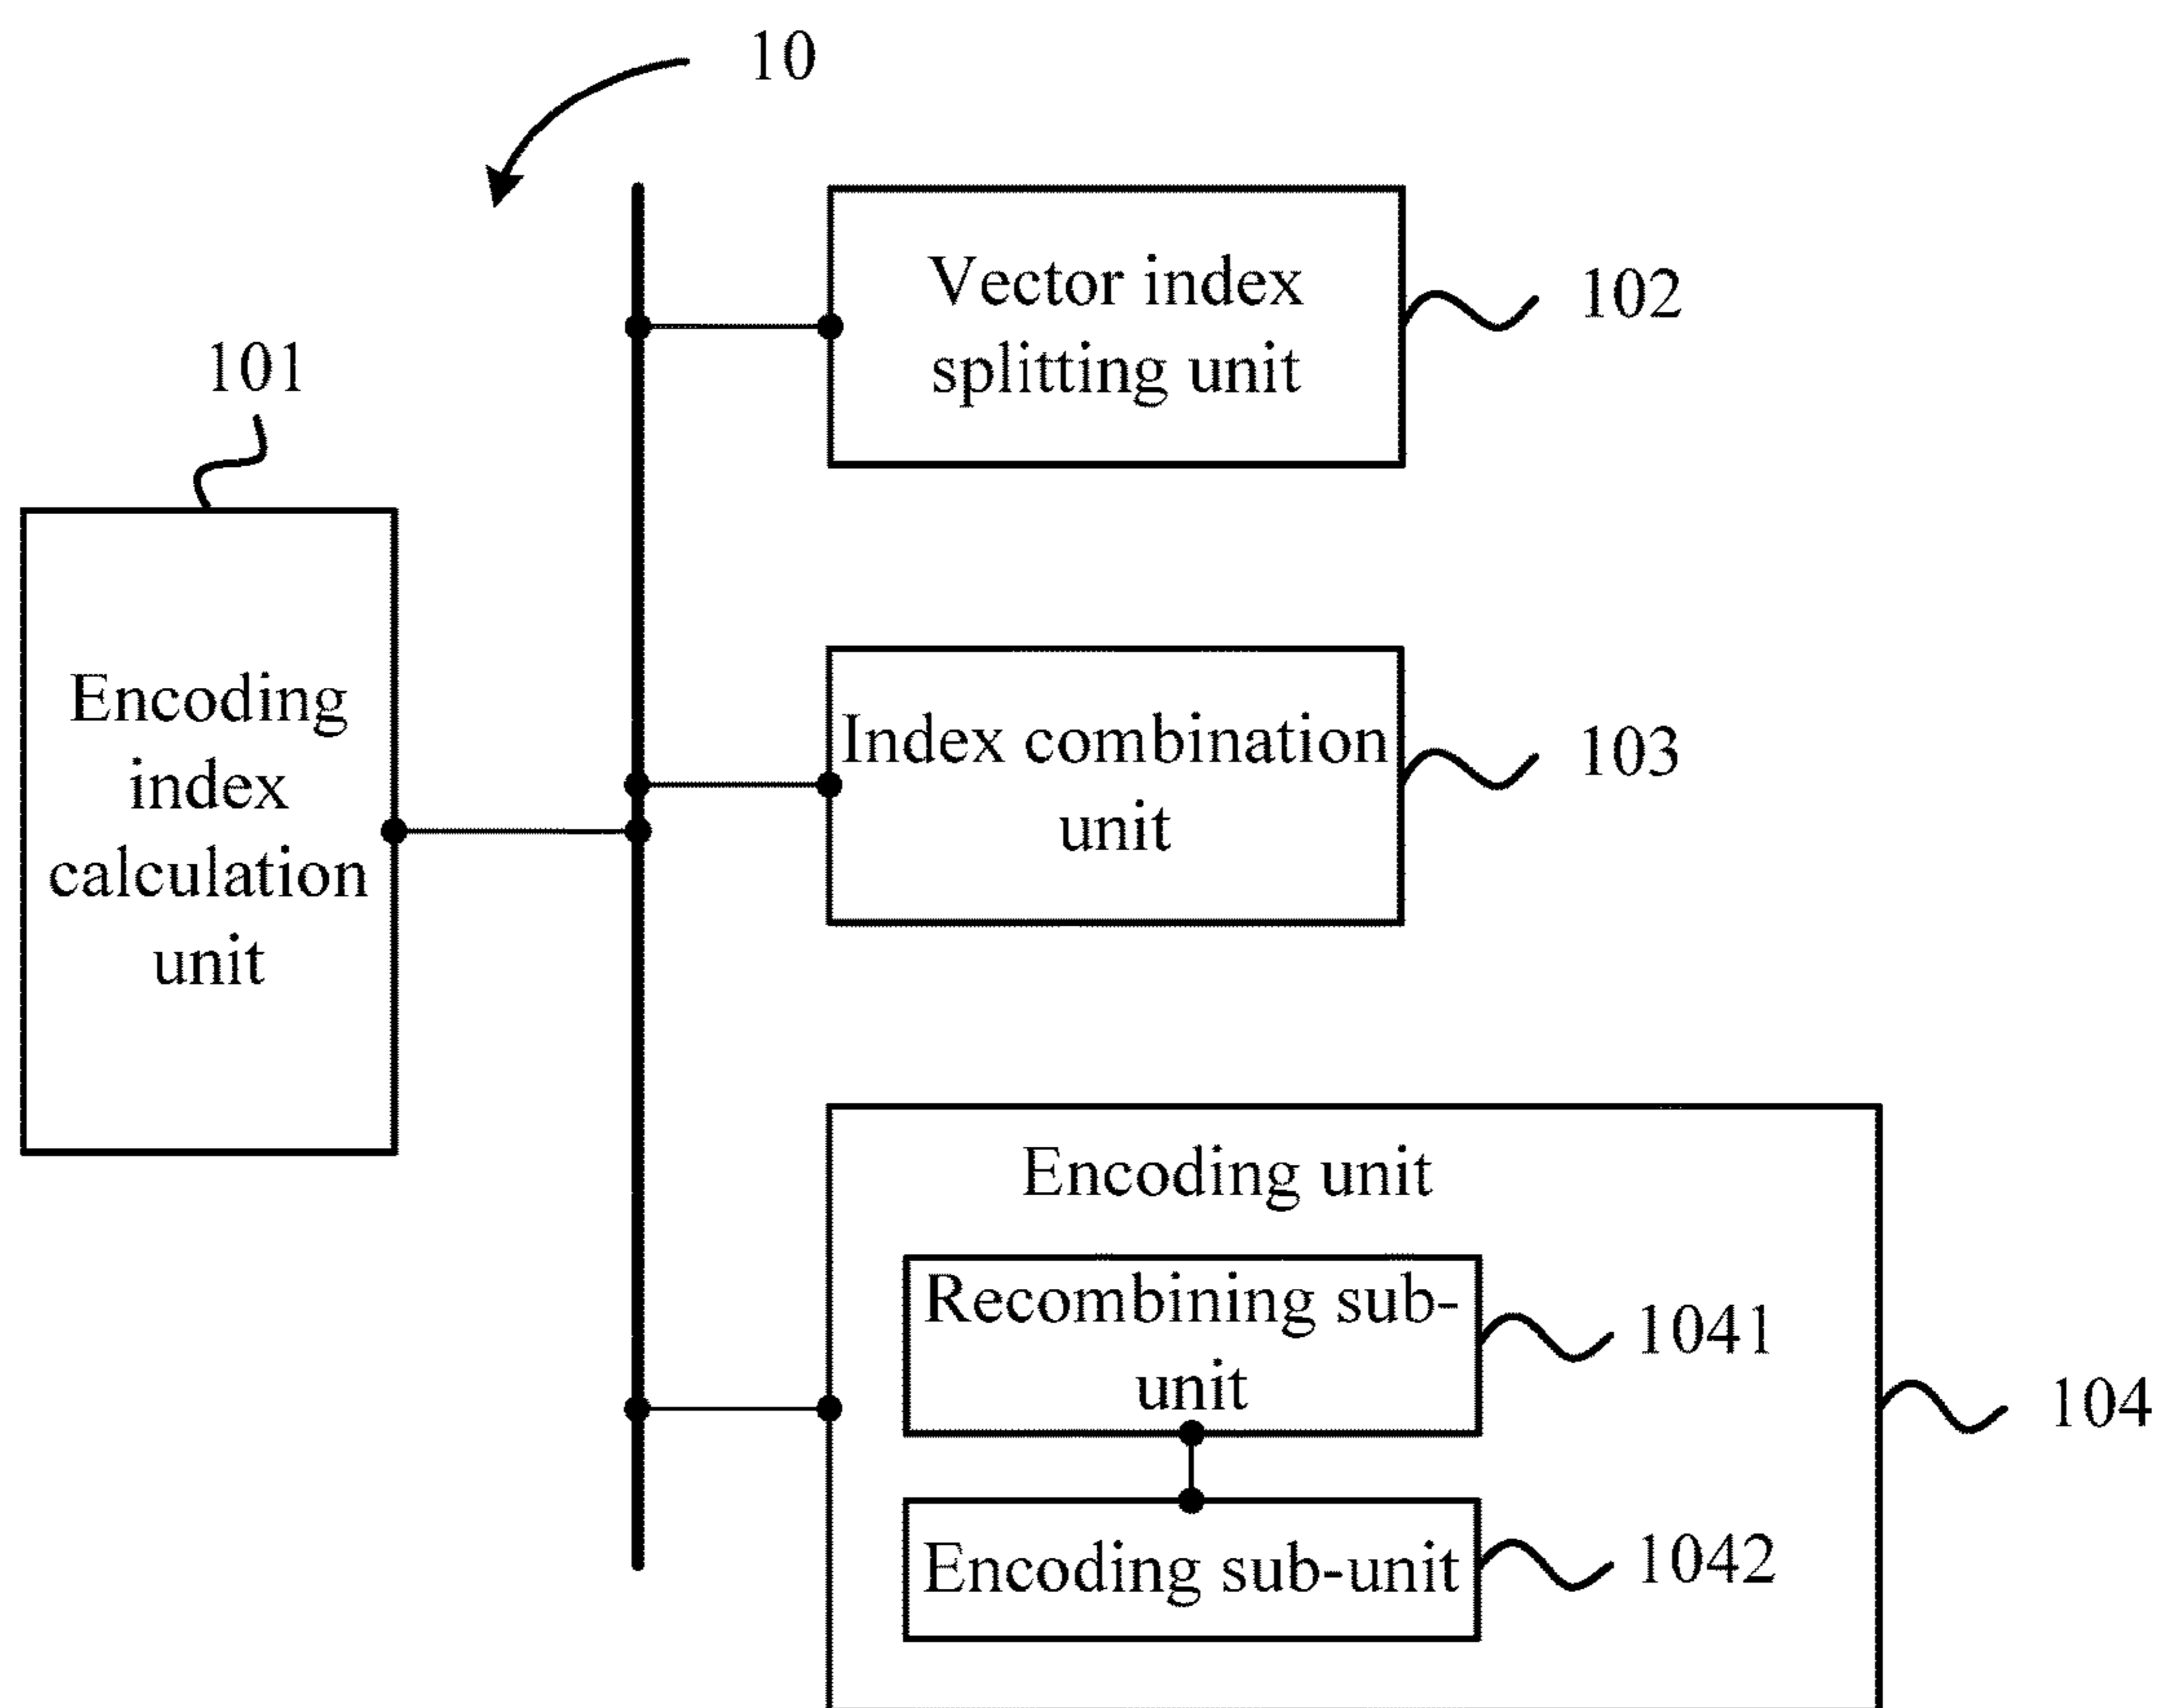 10
Vector index
splitting unit
102
101
Encoding
index
calculation
unit
Index combination
unit
103
Encoding unit
Recombining sub-
unit
1041
104
Encoding sub-unit
1042